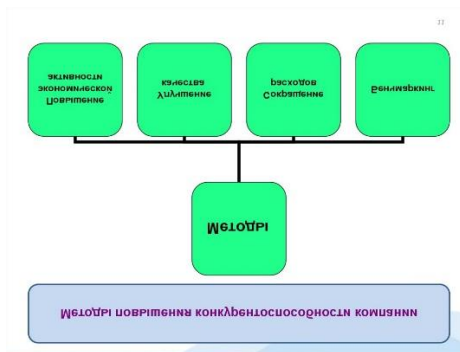 Методы повышения конкурентоспособности компании
Методы
Повышение
экономической
активности
Улучшение
качества
Сокращение
расходов
Бенчмаркинг
11